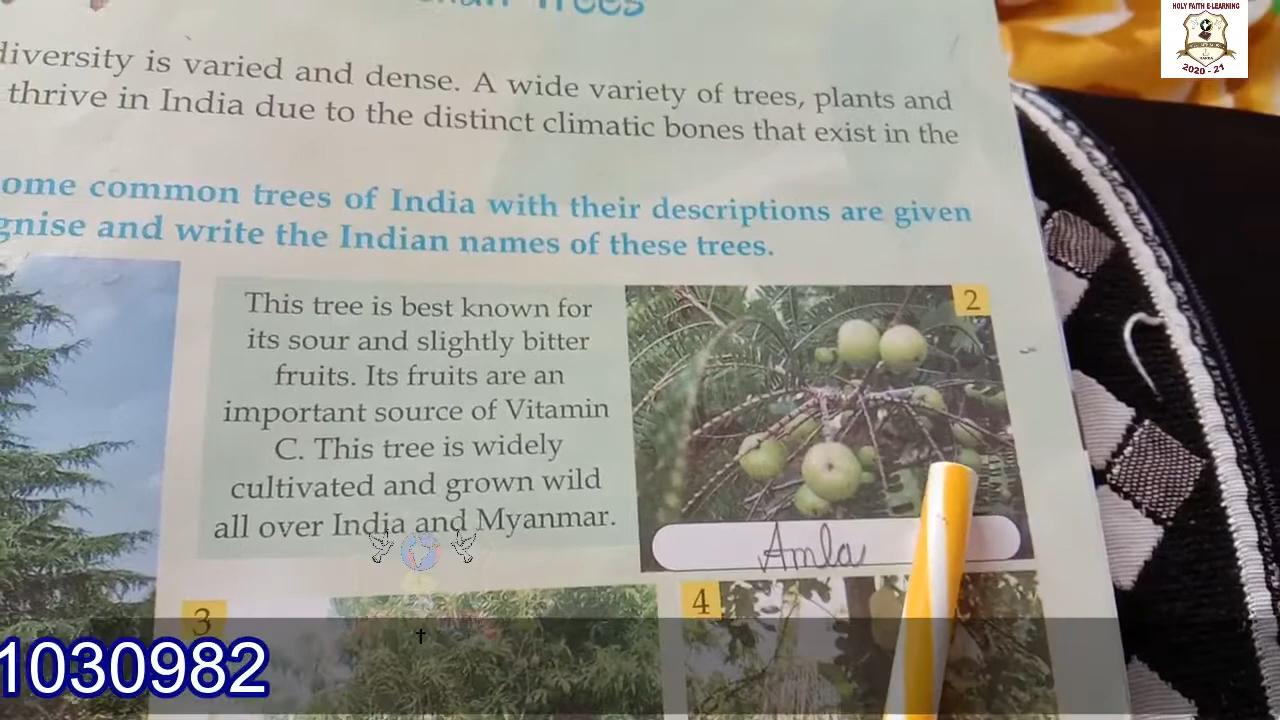 HOLY FAITH E-LEARNING
2020 - 21
Trees
diversity is varied and dense. A wide variety of trees, plants and
thrive in India due to the distinct climatic bones that exist in the
ome common trees of India with their descriptions are given
gnise and write the Indian names of these trees.
This tree is best known for
its sour and slightly bitter
fruits. Its fruits are an
important source of Vitamin
C. This tree is widely
cultivated and grown wild
all over India and Myanmar.
2
Amla
3
4
1030982